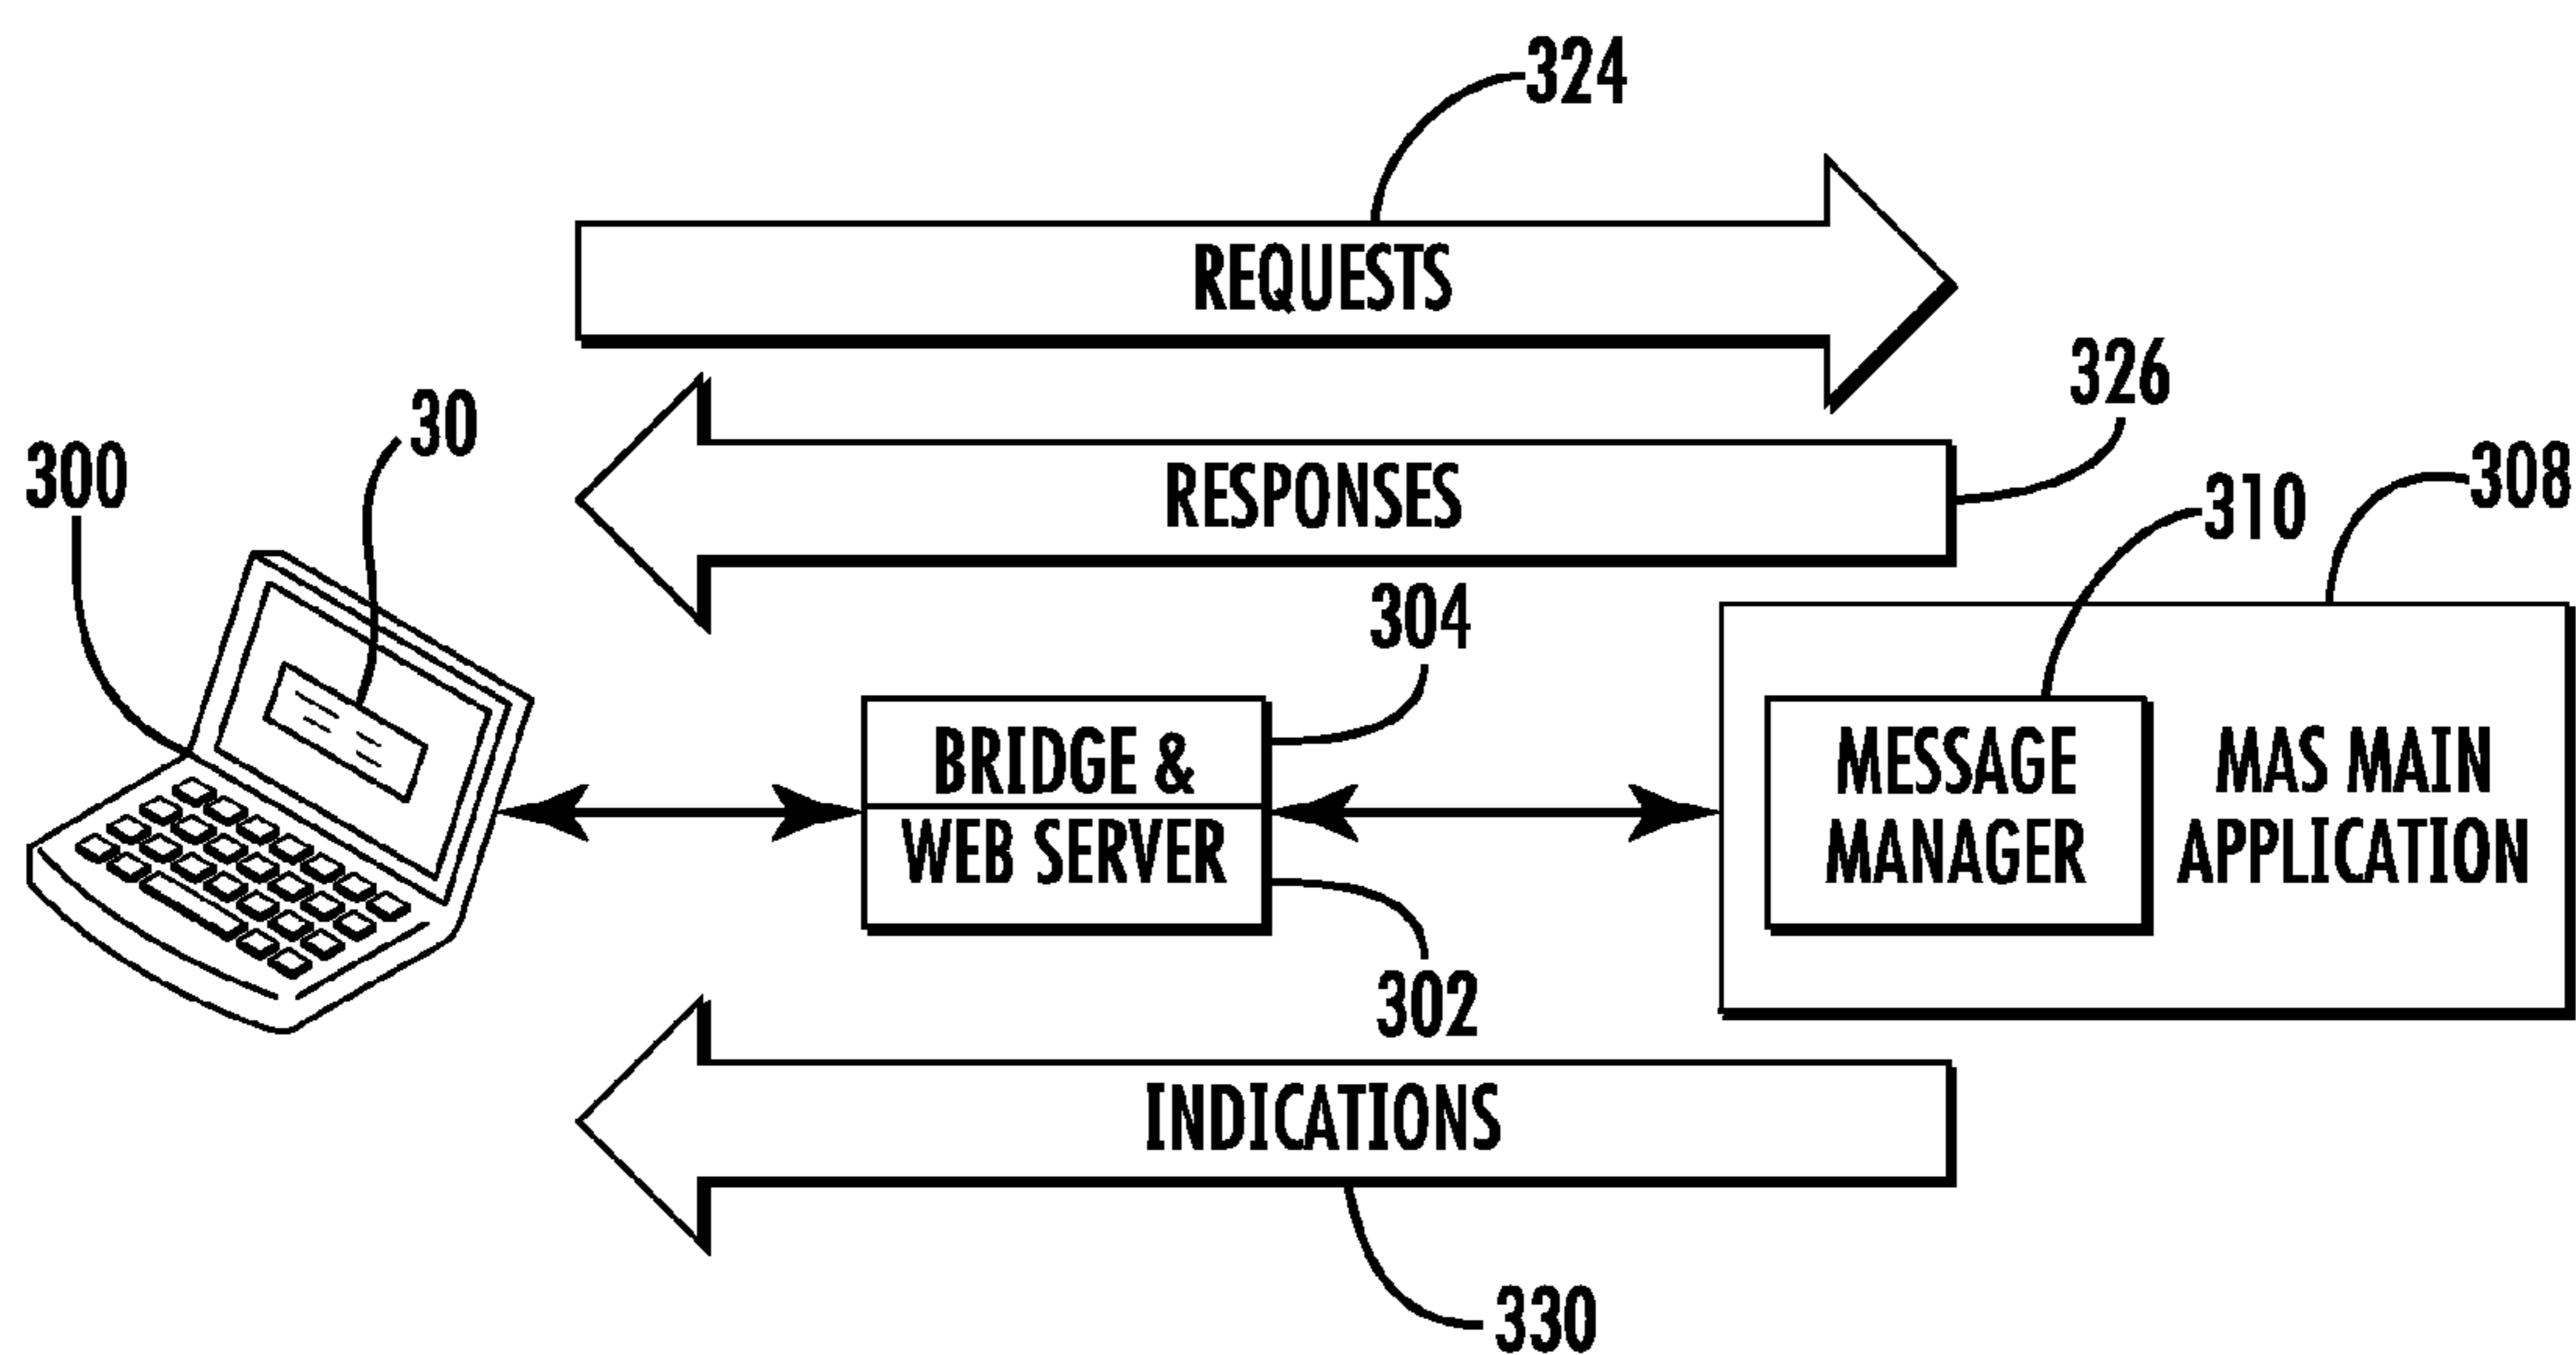 324
REQUESTS
326
RESPONSES
30
300
308
310
304
BRIDGE &
WEB SERVER
MESSAGE
MANAGER
MAS MAIN
APPLICATION
302
INDICATIONS
330